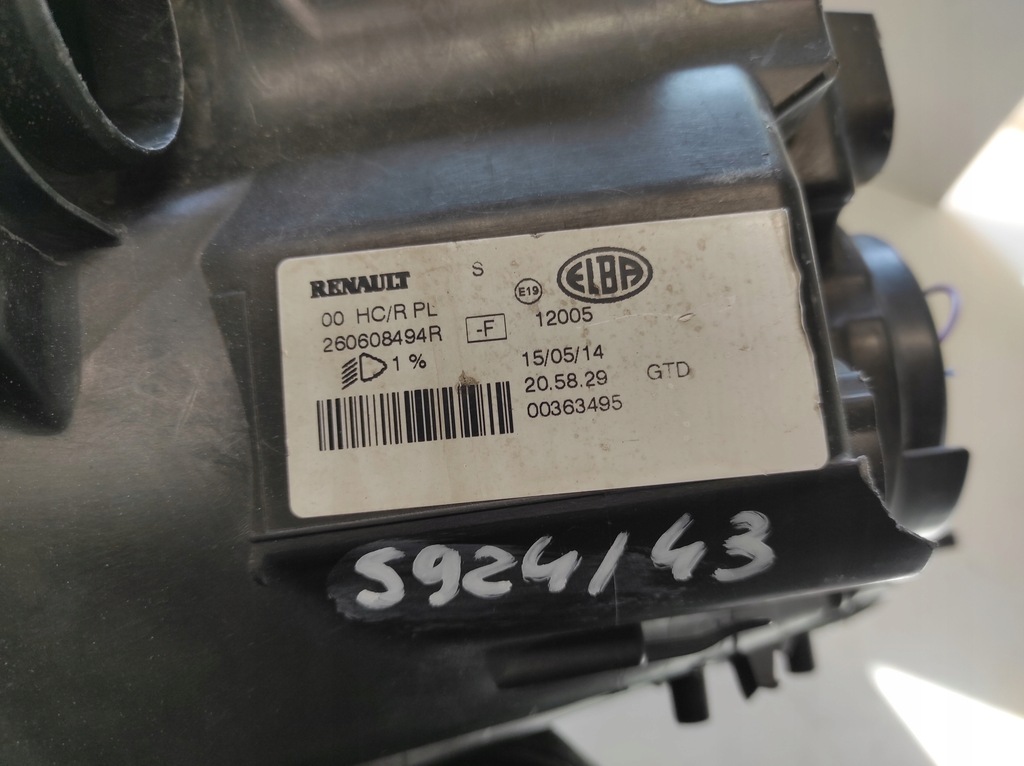 RENAULT S ELBA
E19
00 HC/R PL -F 12005
260608494R
1 % 15/05/14
20.58.29 GTD
00363495
S924/43